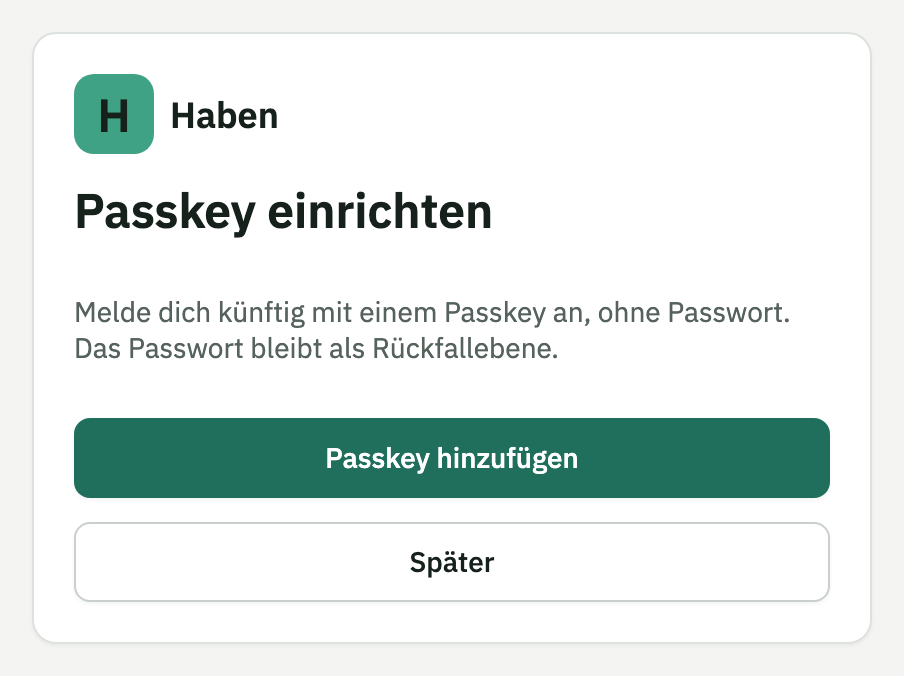 H
Haben
Passkey einrichten
Melde dich künftig mit einem Passkey an, ohne Passwort.
Das Passwort bleibt als Rückfallebene.
Passkey hinzufügen
Später